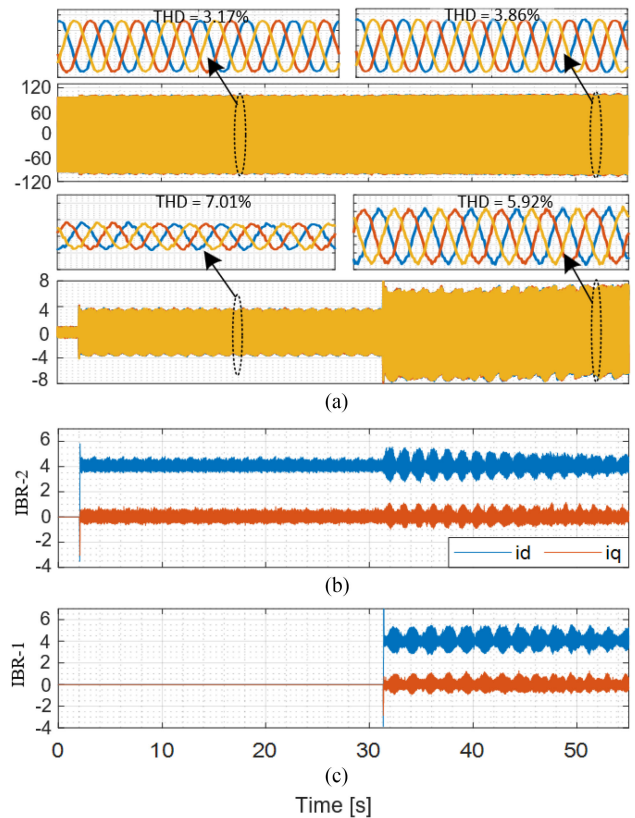 THD = 3.17% THD = 3.86%
120
60
0
-60
-120
THD = 7.01% THD = 5.92%
8
4
0
-4
-8
(a)
IBR-2
6
4
2
0
-2
-4
id iq
(b)
IBR-1
6
4
2
0
-2
-4
0 10 20 30 40 50
(c)
Time [s]